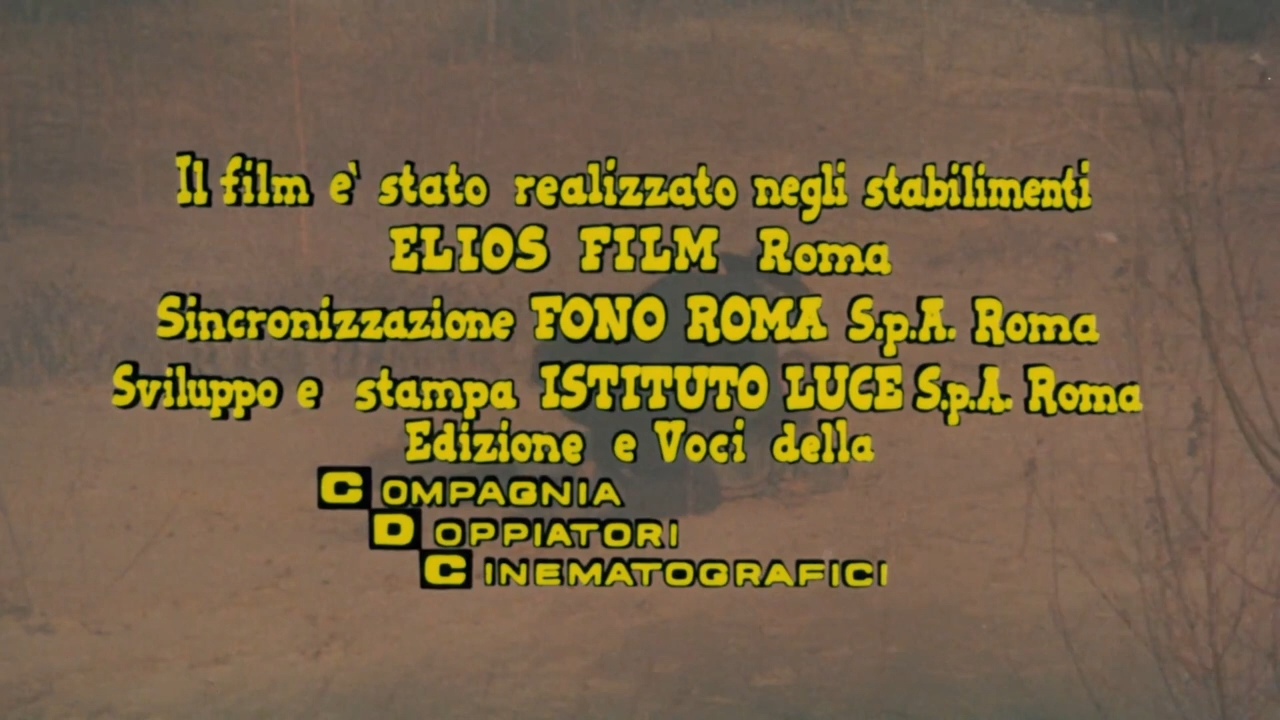 Il film e' stato realizzato negli stabilimenti
ELIOS FILM Roma
Sincronizzazione FONO ROMA S.p.A. Roma
Sviluppo e stampa ISTITUTO LUCE S.p.A. Roma
Edizione e Voci della
COMPAGNIA
DOPPIATORI
CINEMATOGRAFICI